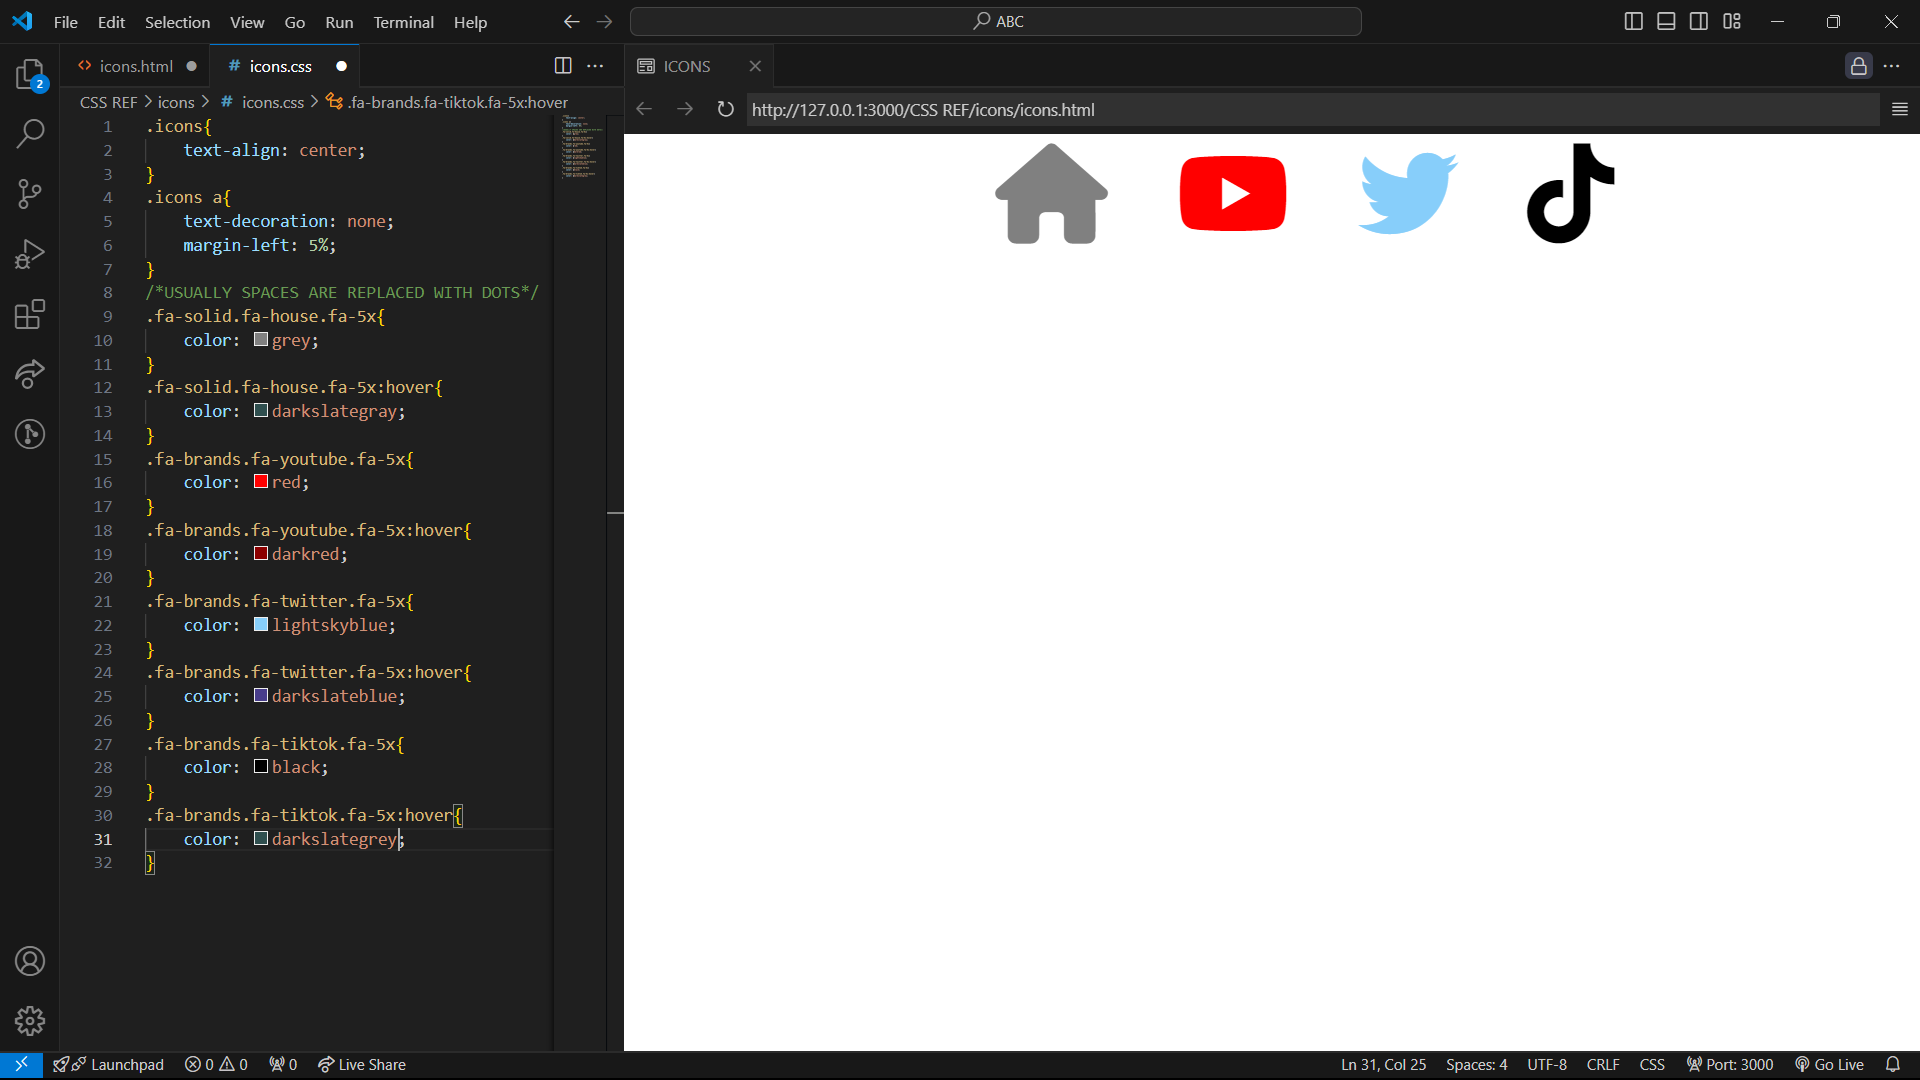 File Edit Selection View Go Run Terminal Help
ABC
2
icons.html
# icons.css
ICONS
CSS REF > icons > # icons.css > .fa-brands.fa-tiktok.fa-5x:hover
http://127.0.0.1:3000/CSS REF/icons/icons.html
1 .icons{
2 text-align: center;
3 }
4 .icons a{
5 text-decoration: none;
6 margin-left: 5%;
7 }
8 /*USUALLY SPACES ARE REPLACED WITH DOTS*/
9 .fa-solid.fa-house.fa-5x{
10 color: grey;
11 }
12 .fa-solid.fa-house.fa-5x:hover{
13 color: darkslategray;
14 }
15 .fa-brands.fa-youtube.fa-5x{
16 color: red;
17 }
18 .fa-brands.fa-youtube.fa-5x:hover{
19 color: darkred;
20 }
21 .fa-brands.fa-twitter.fa-5x{
22 color: lightskyblue;
23 }
24 .fa-brands.fa-twitter.fa-5x:hover{
25 color: darkslateblue;
26 }
27 .fa-brands.fa-tiktok.fa-5x{
28 color: black;
29 }
30 .fa-brands.fa-tiktok.fa-5x:hover{
31 color: darkslategrey;
32 }
Launchpad 0 0 0 Live Share Ln 31, Col 25 Spaces: 4 UTF-8 CRLF CSS Port: 3000 Go Live